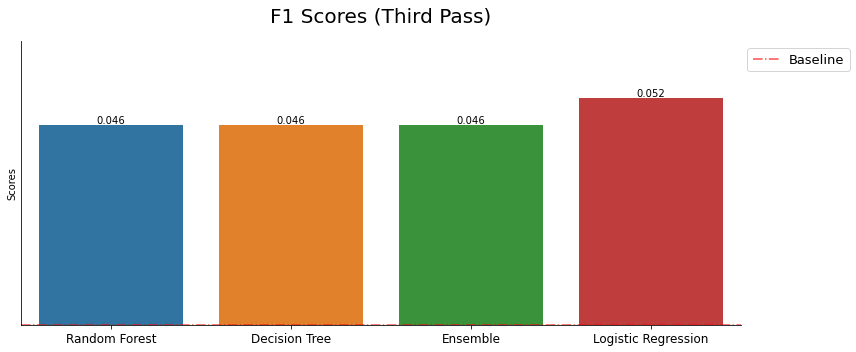 F1 Scores (Third Pass)
Baseline
0.046
0.046
0.046
0.052
Scores
Random Forest
Decision Tree
Ensemble
Logistic Regression